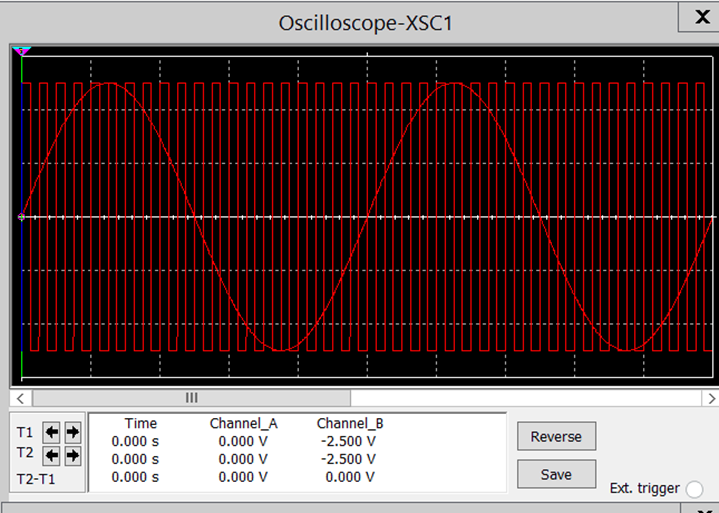 Oscilloscope-XSC1
X
Time Channel_A Channel_B
T1 0.000 s 0.000 V -2.500 V
T2 0.000 s 0.000 V -2.500 V
T2-T1 0.000 s 0.000 V 0.000 V
Reverse
Save
Ext. trigger